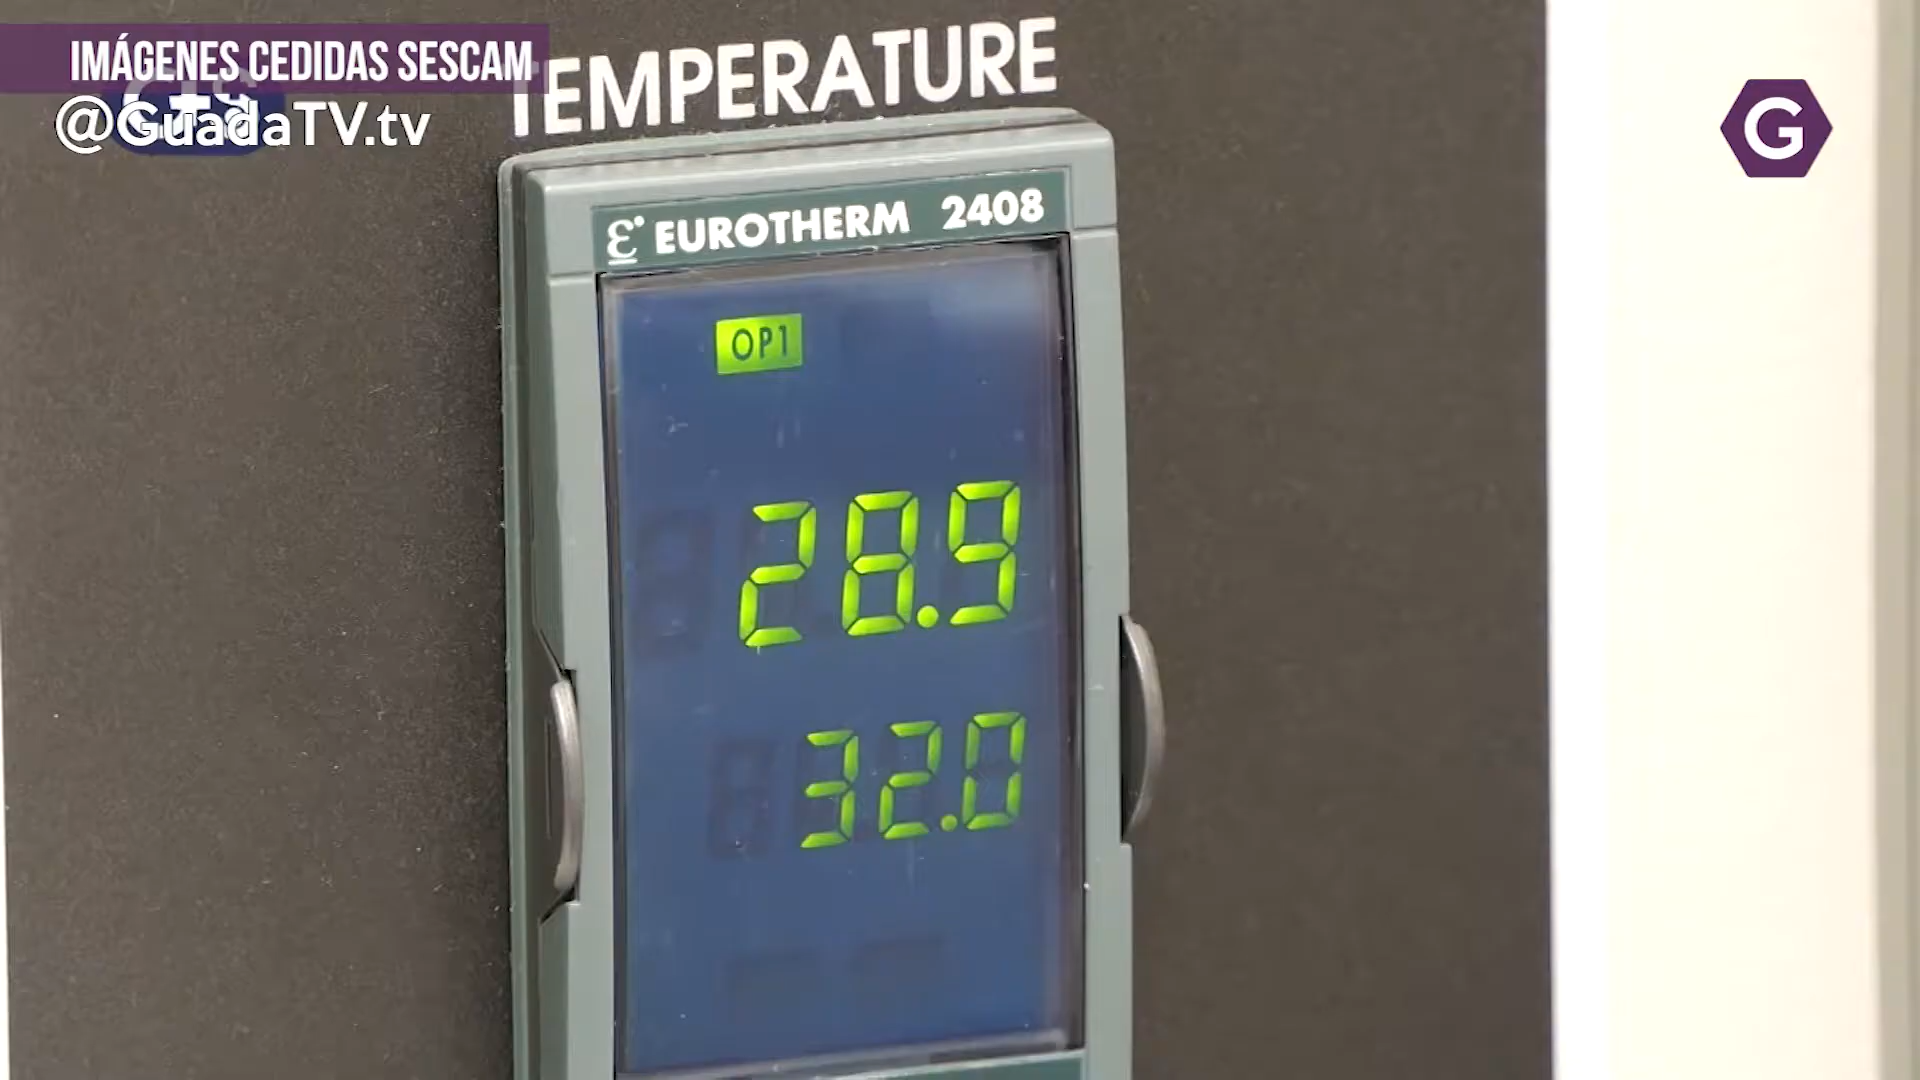 IMÁGENES CEDIDAS SESCAM
@GuadaTV.tv
TEMPERATURE
G
EUROTHERM 2408
OP1
28.9
32.0